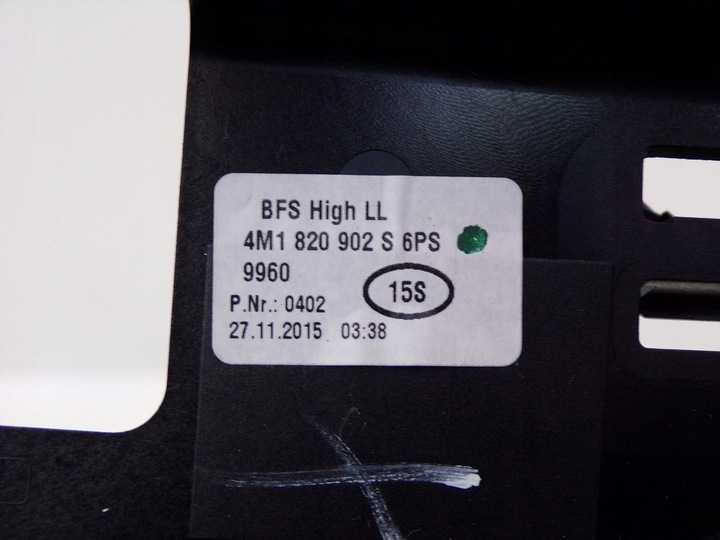 BFS High LL
4M1 820 902 S 6PS
9960
15S
P.Nr.: 0402
27.11.2015 03:38